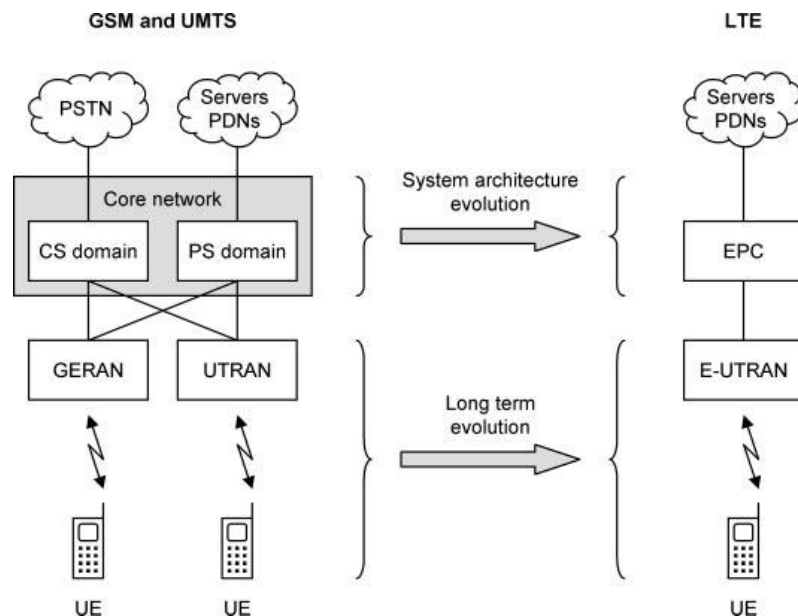 GSM and UMTS
LTE
PSTN
Servers
PDNs
Servers
PDNs
Core network
System architecture
evolution
CS domain
PS domain
EPC
GERAN
UTRAN
E-UTRAN
Long term
evolution
UE
UE
UE